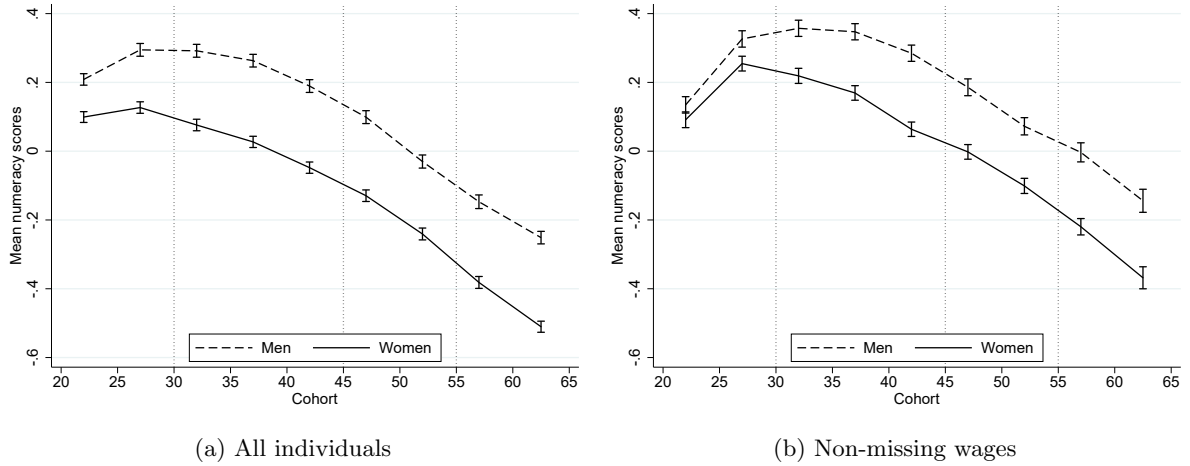 Mean numeracy scores
.4
.2
0
-.2
-.4
-.6
Men
Women
20 25 30 35 40 45 50 55 60 65
Cohort
(a) All individuals
Mean numeracy scores
.4
.2
0
-.2
-.4
-.6
Men
Women
20 25 30 35 40 45 50 55 60 65
Cohort
(b) Non-missing wages